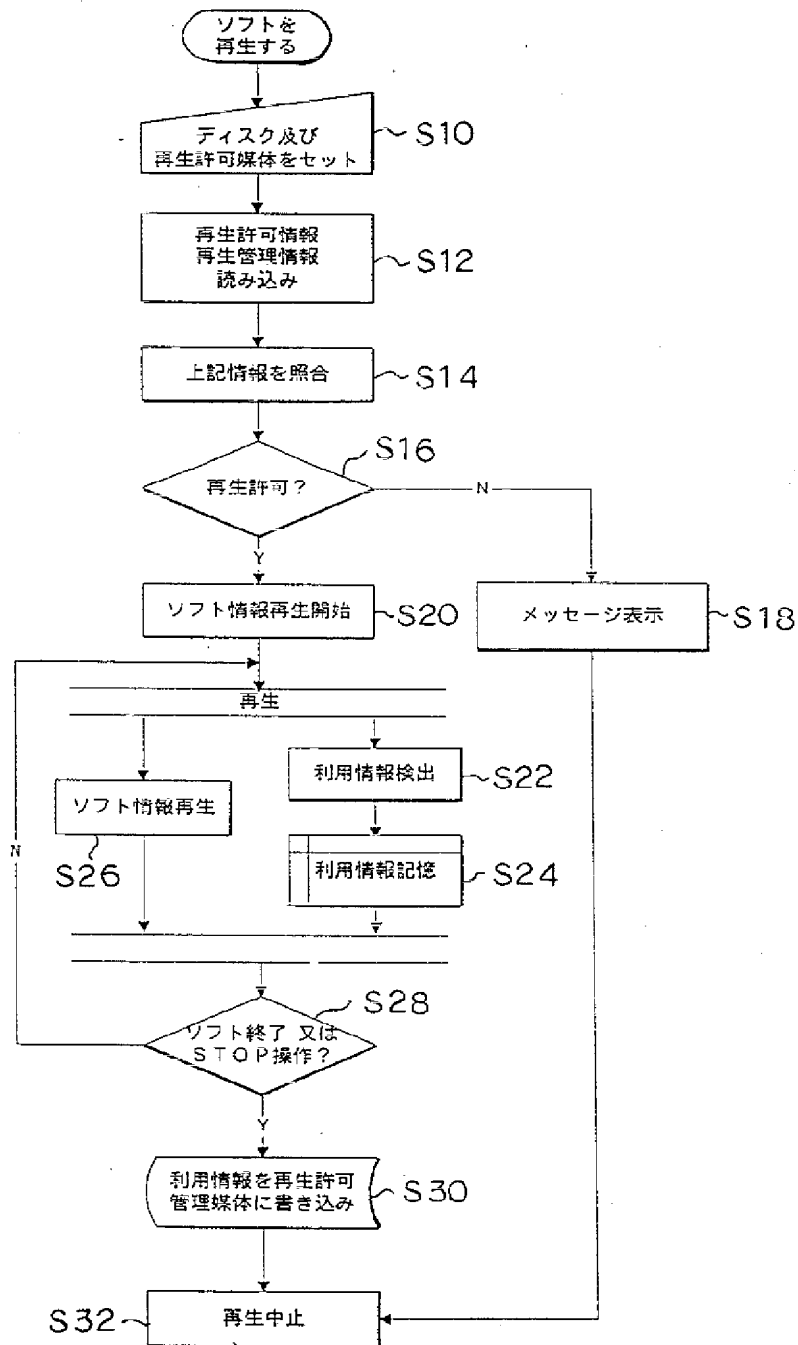 ソフトを
再生する
ディスク及び
再生許可媒体をセット
S10
再生許可情報
再生管理情報
読み込み
S12
上記情報を照合
S14
S16
再生許可?
N
Y
ソフト情報再生開始
S20
メッセージ表示
S18
再生
利用情報検出
S22
ソフト情報再生
S26
利用情報記憶
S24
N
S28
ソフト終了 又は
STOP操作?
Y
利用情報を再生許可
管理媒体に書き込み
S30
S32
再生中止